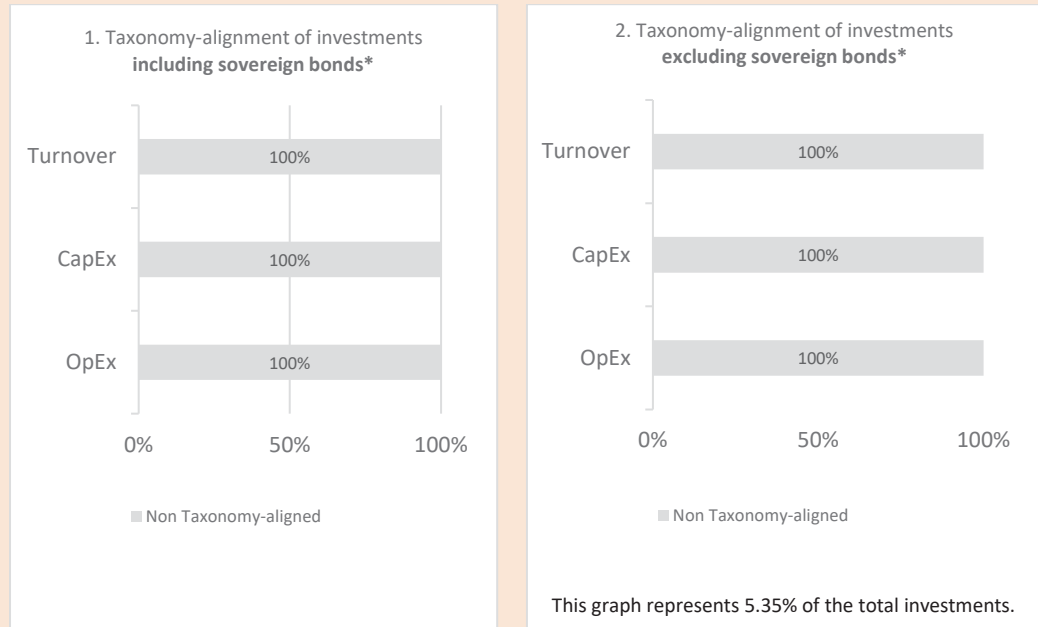 1. Taxonomy-alignment of investments
including sovereign bonds*
Turnover
100%
CapEx
100%
OpEx
100%
0% 50% 100%
Non Taxonomy-aligned
2. Taxonomy-alignment of investments
excluding sovereign bonds*
Turnover
100%
CapEx
100%
OpEx
100%
0% 50% 100%
Non Taxonomy-aligned
This graph represents 5.35% of the total investments.